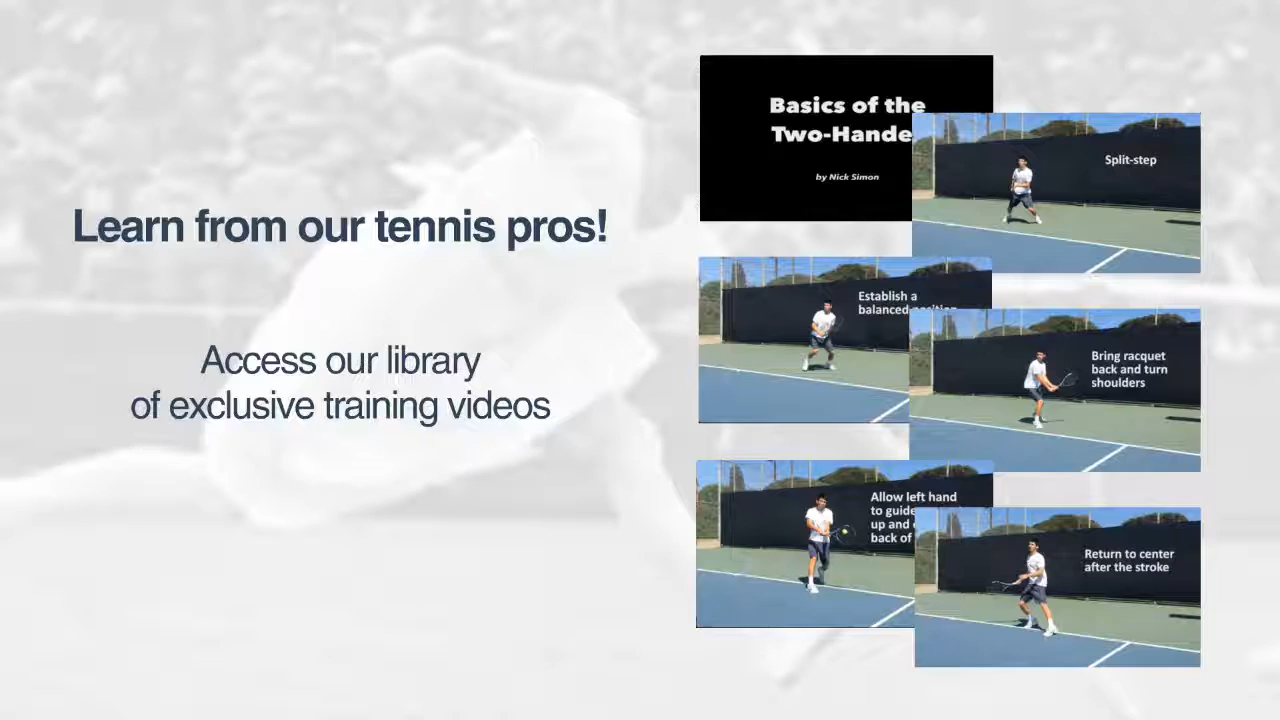 Learn from our tennis pros!
Access our library
of exclusive training videos
Basics of the
Two-Hande
by Nick Simon
Split-step
Establish a
balanced position
Bring racquet
back and turn
shoulders
Allow left hand
to guide
up and
back of
Return to center
after the stroke